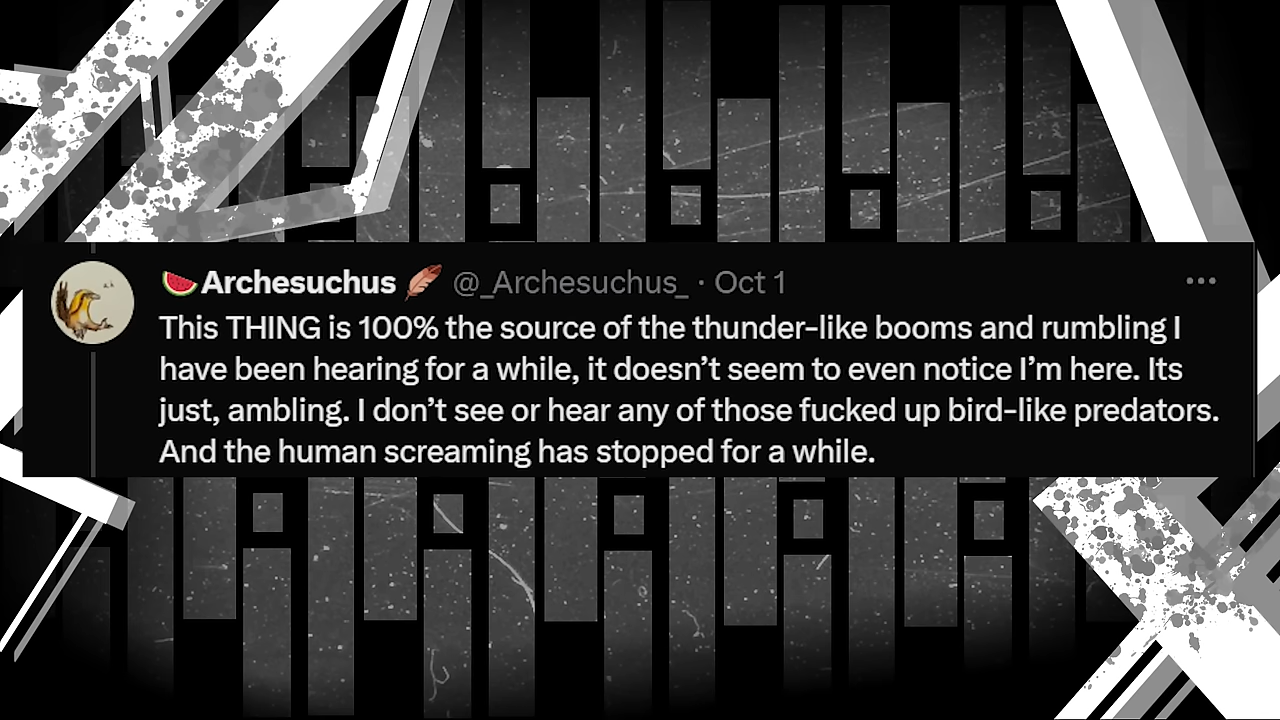 🍉Archesuchus 🪶 @_Archesuchus_ · Oct 1
This THING is 100% the source of the thunder-like booms and rumbling I
have been hearing for a while, it doesn’t seem to even notice I’m here. Its
just, ambling. I don’t see or hear any of those fucked up bird-like predators.
And the human screaming has stopped for a while.